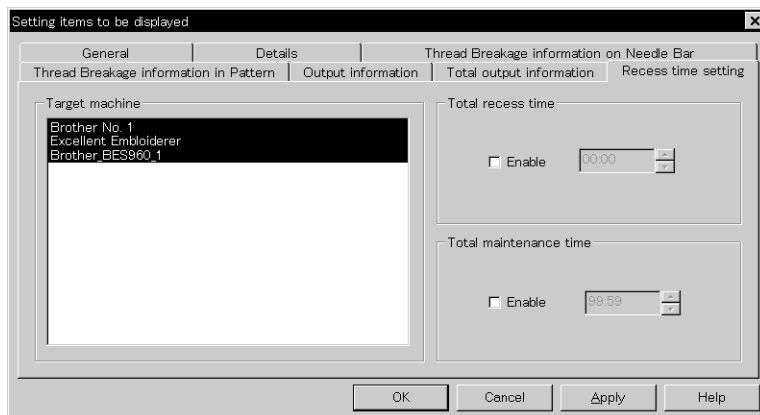 Setting items to be displayed
General Details Thread Breakage information on Needle Bar
Thread Breakage information in Pattern Output information Total output information Recess time setting
Target machine
Brother No. 1
Excellent Embloiderer
Brother_BES960_1
Total recess time
Enable 00:00
Total maintenance time
Enable 99:59
OK Cancel Apply Help